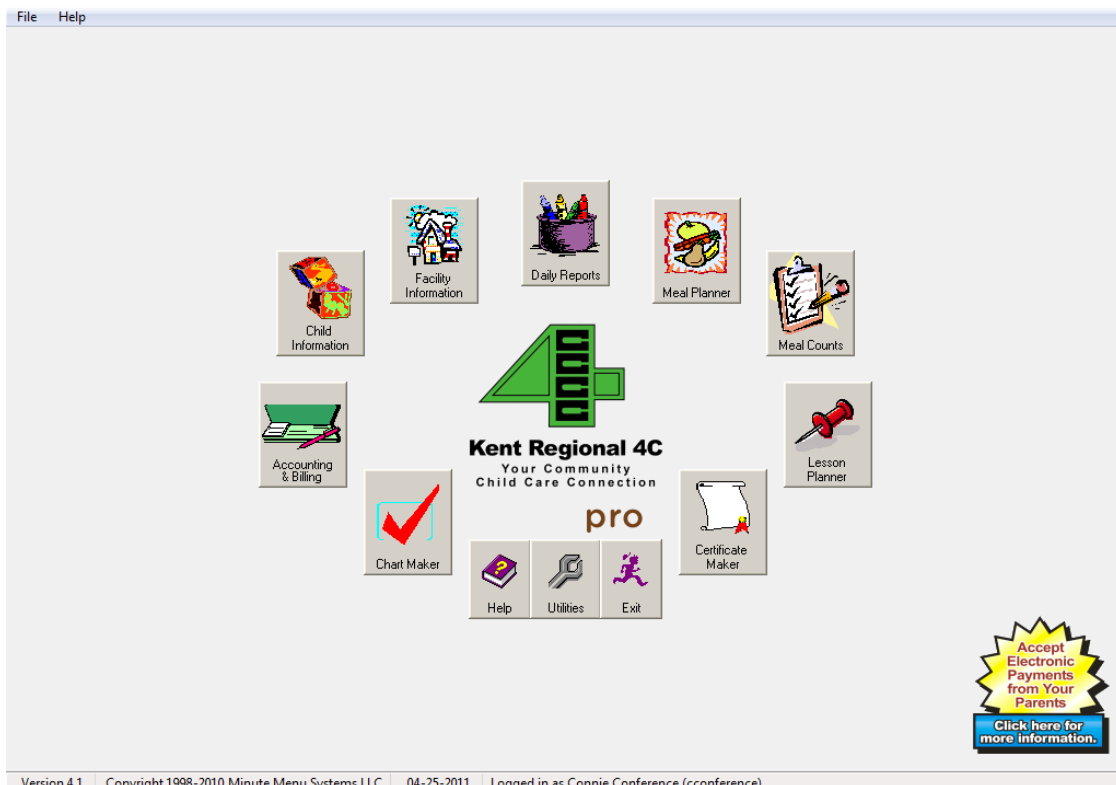 File Help
Daily Reports
Facility
Information
Meal Planner
Child
Information
Meal Counts
Kent Regional 4C
Your Community
Child Care Connection
pro
Accounting
& Billing
Lesson
Planner
Chart Maker
Certificate
Maker
Help Utilities Exit
Accept
Electronic
Payments
from Your
Parents
Click here for
more information.
Version 4.1 Copyright 1998-2010 Minute Menu Systems LLC 04-25-2011 Logged in as Connie Conference (cconference)